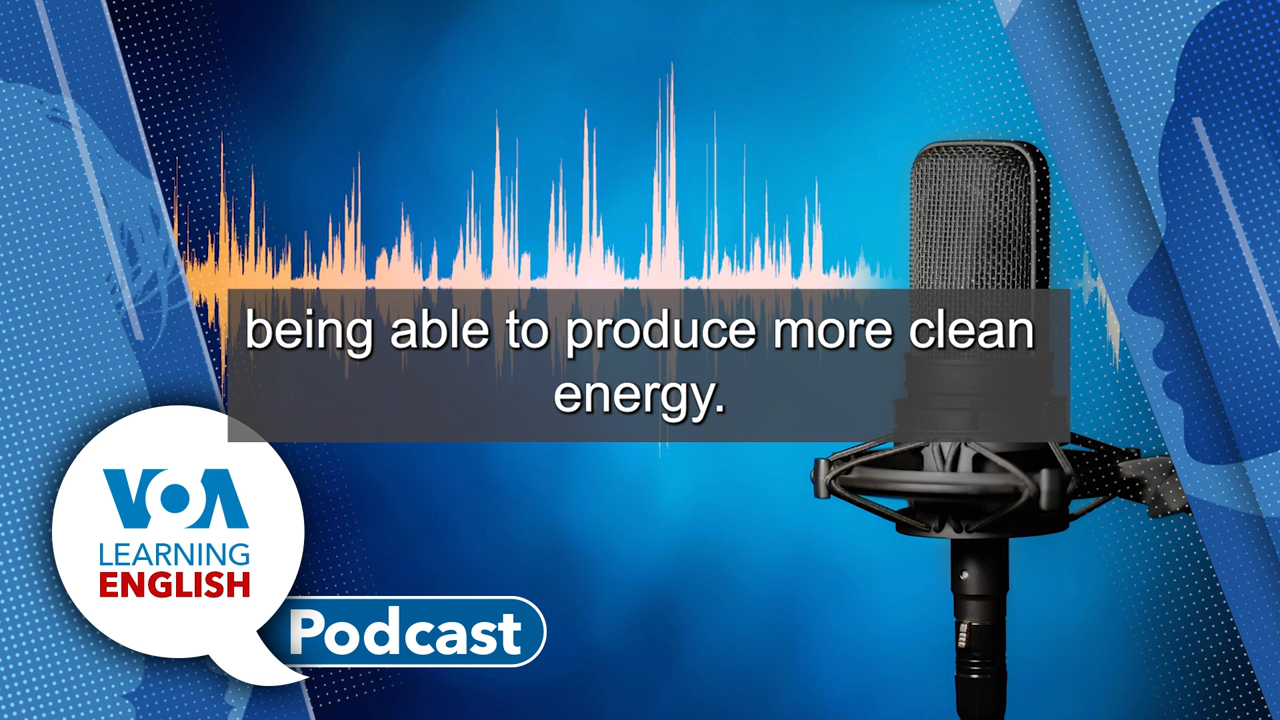 being able to produce more clean
energy.
VOA
LEARNING
ENGLISH
Podcast